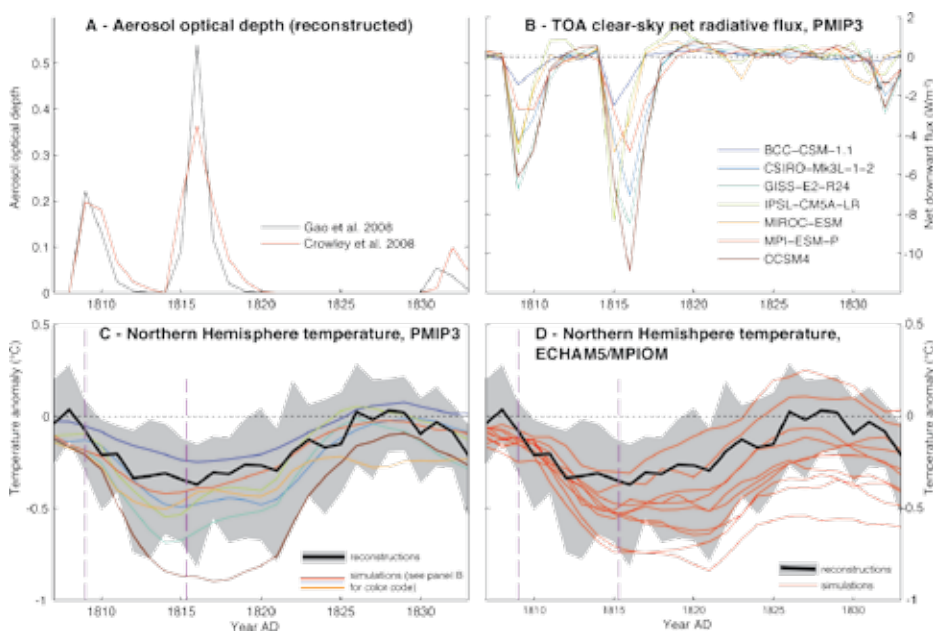 A - Aerosol optical depth (reconstructed)
Aerosol optical depth
0.5
0.4
0.3
0.2
0.1
0
1810
1815
1820
1825
1830
Gao et al. 2008
Crowley et al. 2008
B - TOA clear-sky net radiative flux, PMIP3
2
0
-2
-4
-6
-8
-10
Net downward flux (Wm⁻²)
BCC-CSM-1.1
CSIRO-Mk3L-1-2
GISS-E2-R24
IPSL-CM5A-LR
MIROC-ESM
MPI-ESM-P
1810
1815
1820
1825
1830
C - Northern Hemisphere temperature, PMIP3
Temperature anomaly (°C)
0.5
0
-0.5
-1
reconstructions
simulations (see panel B
for color code)
1810
1815
1820
1825
1830
Year AD
D - Northern Hemishpere temperature,
ECHAM5/MPIOM
0.5
0
-0.5
-1
Temperature anomaly (°C)
reconstructions
simulations
1810
1815
1820
1825
1830
Year AD